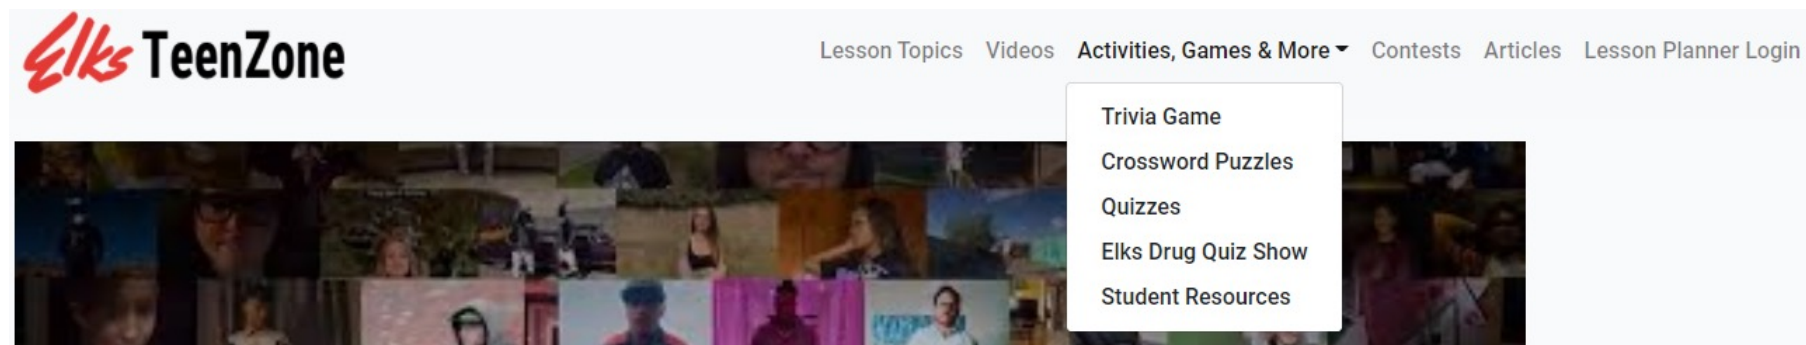 Elks TeenZone
Lesson Topics Videos Activities, Games & More Contests Articles Lesson Planner Login
Trivia Game
Crossword Puzzles
Quizzes
Elks Drug Quiz Show
Student Resources